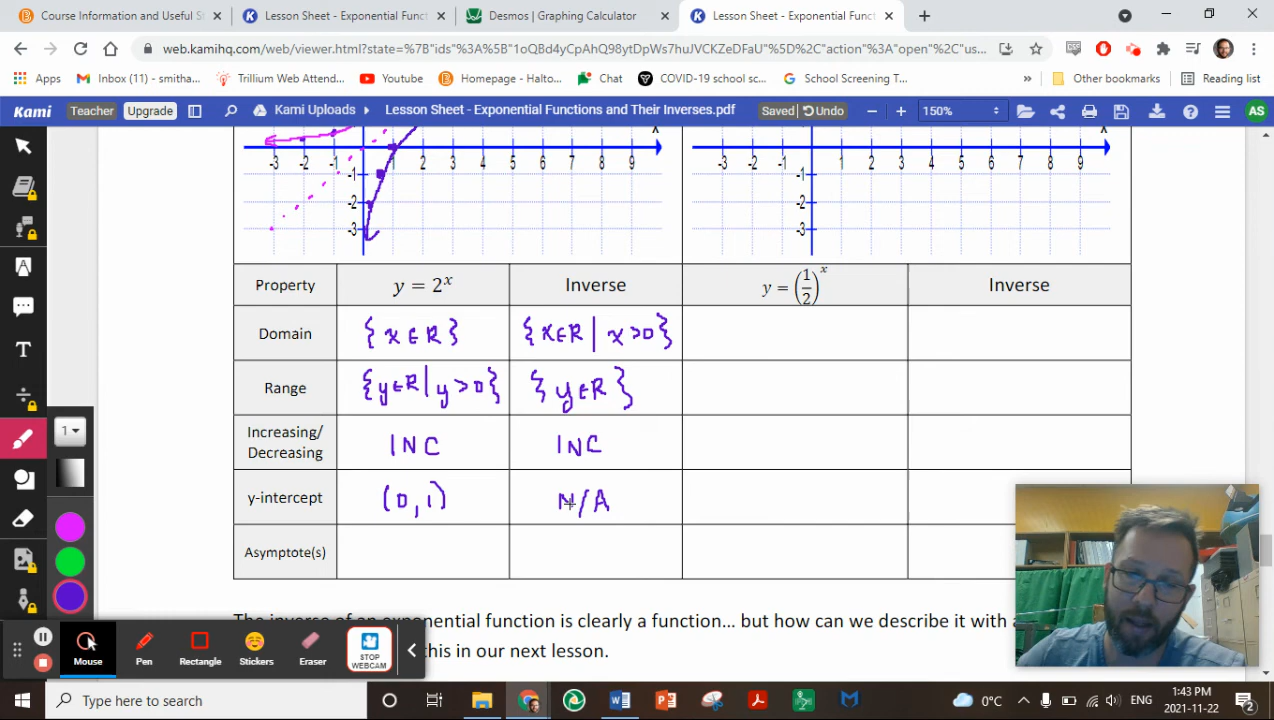 Course Information and Useful S
Lesson Sheet - Exponential Funct
Desmos | Graphing Calculator
Lesson Sheet - Exponential Funct
web.kamihq.com/web/viewer.html?state=%7B"ids"%3A%5B"1oQBd4yCpAhQ98ytDpWs7huJVCKZeDFaU"%5D%2C"action"%3A"open"%2C"us...
Apps
Inbox (11) - smitha...
Trillium Web Attend...
Youtube
Homepage - Halto...
Chat
COVID-19 school sc...
School Screening T...
»
Other bookmarks
Reading list
Kami
Teacher
Upgrade
Kami Uploads
Lesson Sheet - Exponential Functions and Their Inverses.pdf
Saved
Undo
150%
AS
x
x
-3 -2 -1 1 2 3 4 5 6 7 8 9
-3 -2 -1 1 2 3 4 5 6 7 8 9
-1
-1
-2
-2
-3
-3
Property y = 2^x Inverse y = (1/2)^x Inverse
Domain {x∈R} {x∈R | x>0}
Range {y∈R | y>0} {y∈R}
Increasing/
Decreasing
INC INC
y-intercept (0,1) N/A
Asymptote(s)
The inverse of an exponential function is clearly a function... but how can we describe it with a
this in our next lesson.
1
Mouse
Pen
Rectangle
Stickers
Eraser
STOP
WEBCAM
Type here to search
0°C
ENG
1:43 PM
2021-11-22
2